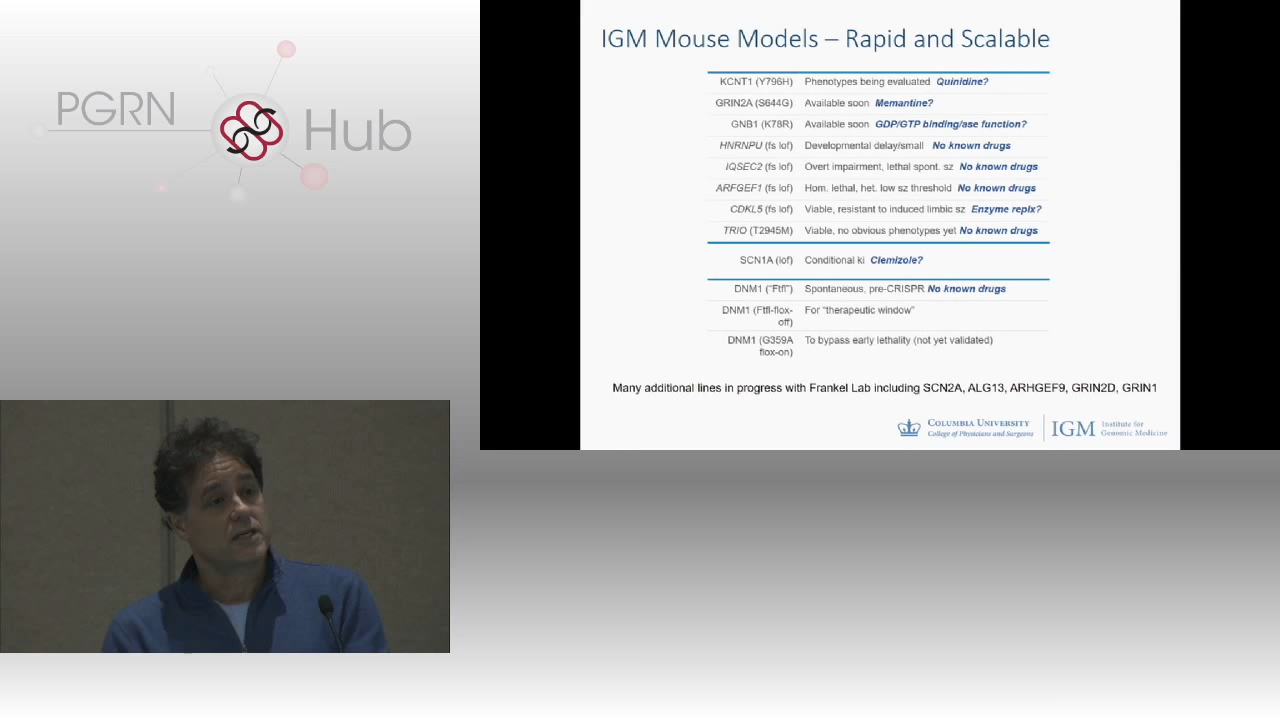 PGRN
Hub
IGM Mouse Models – Rapid and Scalable
KCNT1 (Y796H) Phenotypes being evaluated Quinidine?
GRIN2A (S644G) Available soon Memantine?
GNB1 (K78R) Available soon GDP/GTP binding/ase function?
HNRNPU (fs lof) Developmental delay/small No known drugs
IQSEC2 (fs lof) Overt impairment, lethal spont. sz No known drugs
ARFGEF1 (fs lof) Hom. lethal, het. low sz threshold No known drugs
CDKL5 (fs lof) Viable, resistant to induced limbic sz Enzyme replx?
TRIO (T2945M) Viable, no obvious phenotypes yet No known drugs
SCN1A (lof) Conditional ki Clemizole?
DNM1 ("Ftfl") Spontaneous, pre-CRISPR No known drugs
DNM1 (Ftfl-flox- For "therapeutic window"
off)
DNM1 (G359A To bypass early lethality (not yet validated)
flox-on)
Many additional lines in progress with Frankel Lab including SCN2A, ALG13, ARHGEF9, GRIN2D, GRIN1
COLUMBIA UNIVERSITY
College of Physicians and Surgeons
IGM
Institute for
Genomic Medicine